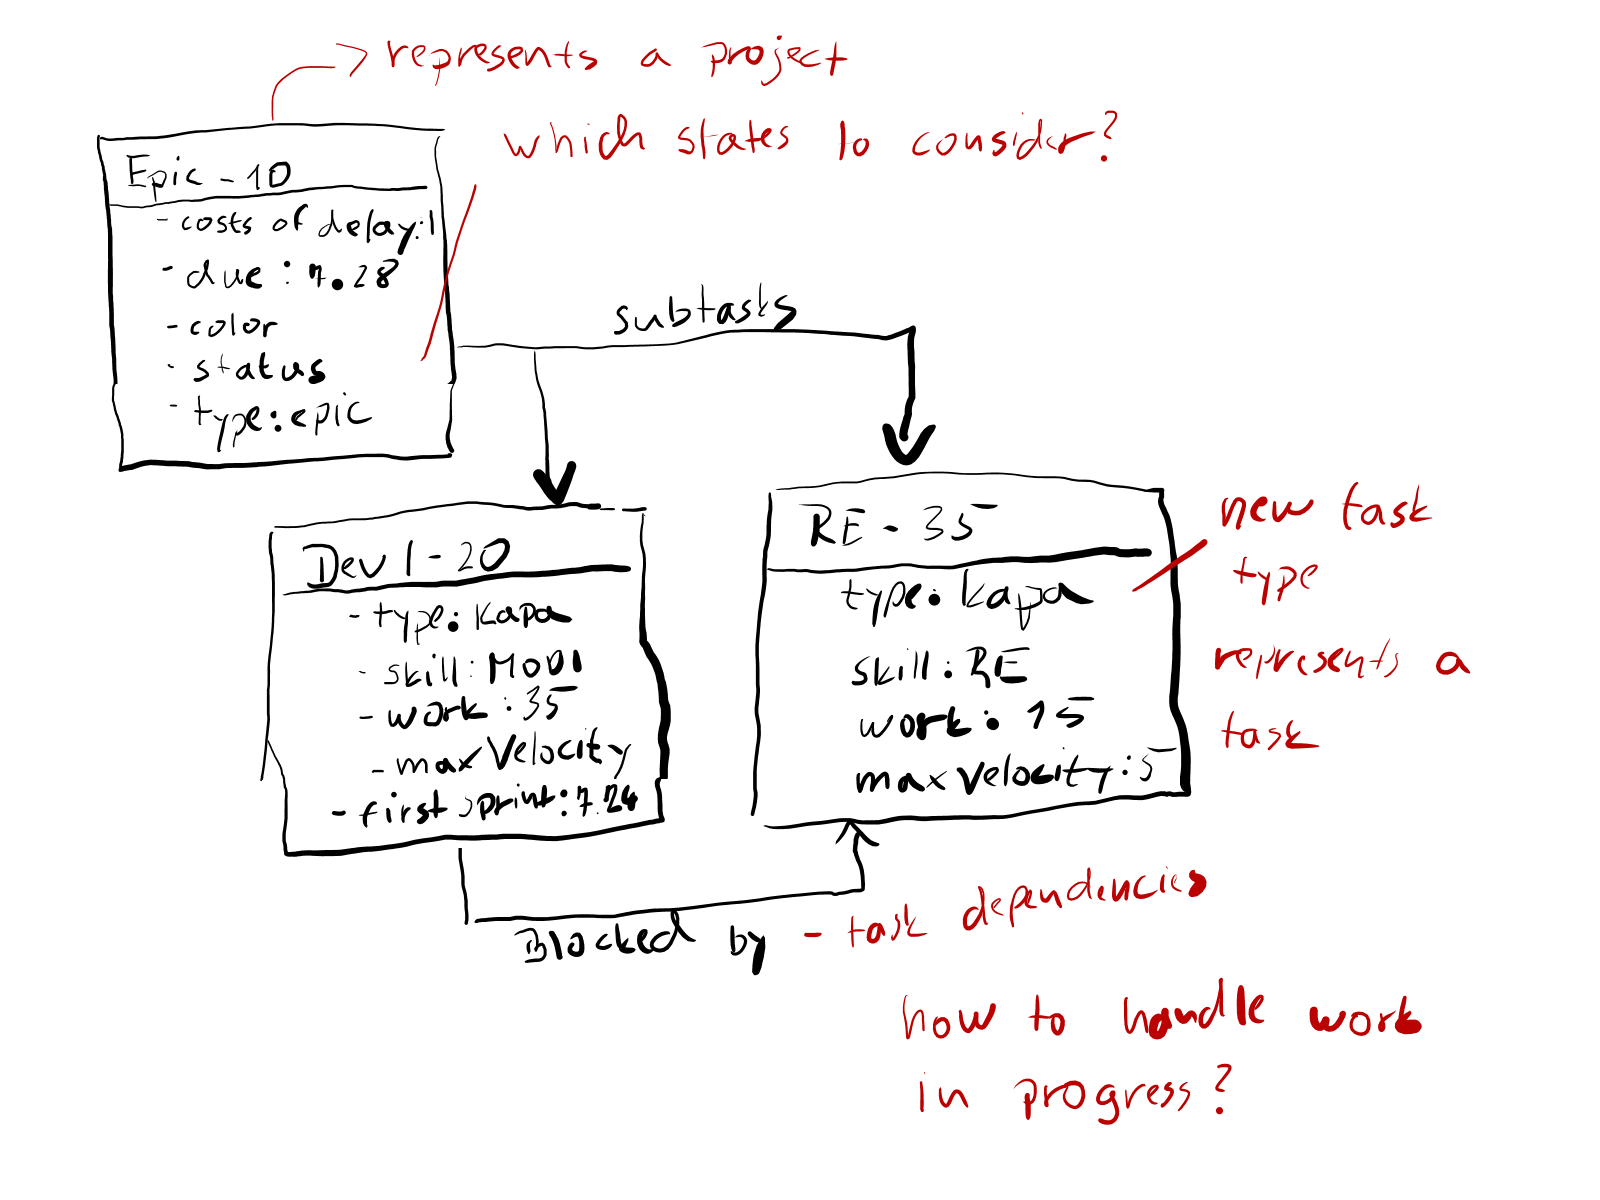 represents a project
which states to consider?
Epic - 10
- costs of delay:1
- due: 7.28
- color
- status
- type: epic
subtasks
Dev1-20
- type: Kapa
- skill: MOD1
- work: 35
- max Velocity
- first sprint: 7.24
RE - 35
type: Kapa
skill: RE
work: 15
max Velocity: 5
new task
type
represents a
task
Blocked by - task dependencies
how to handle work
in progress?